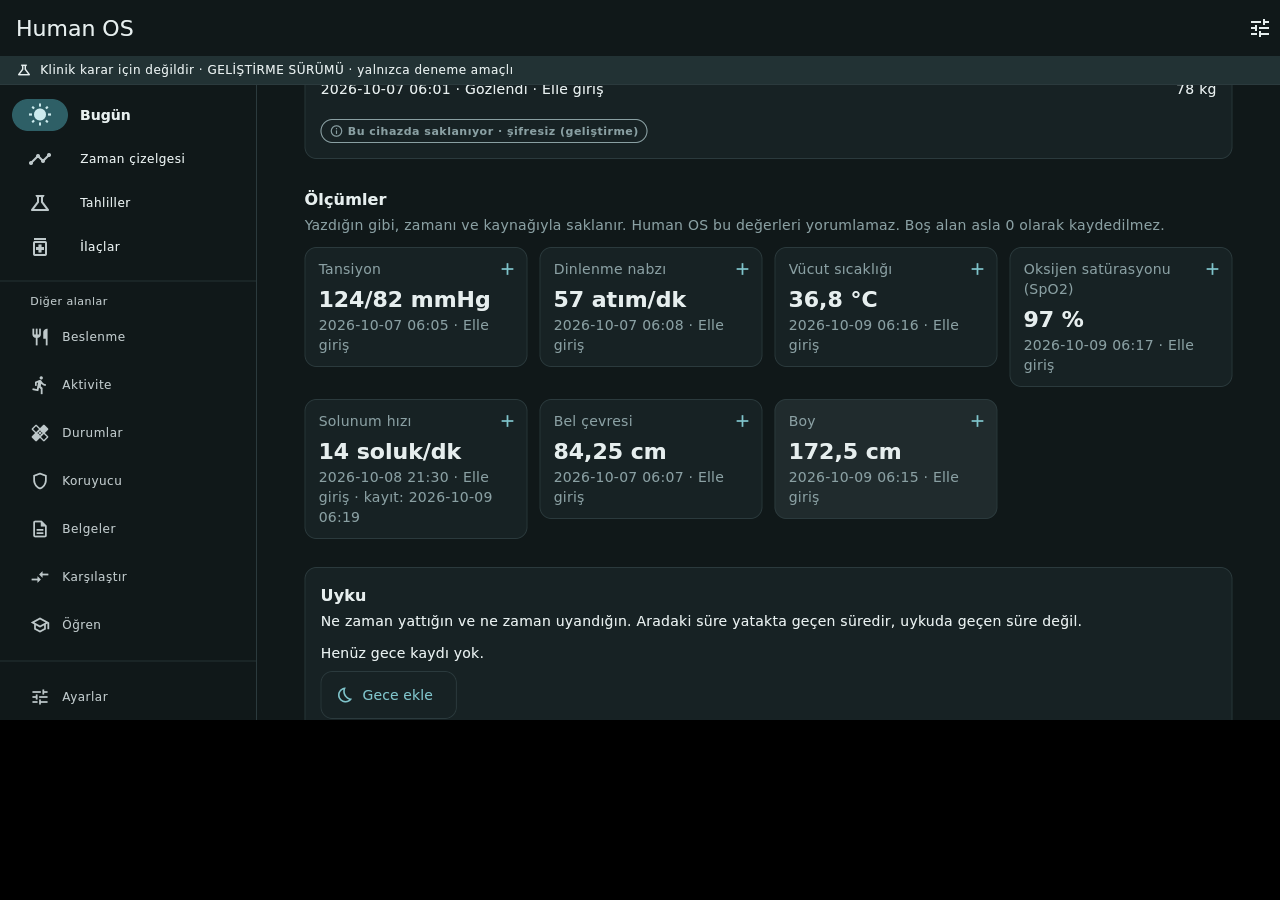 Human OS
Klinik karar için değildir · GELİŞTİRME SÜRÜMÜ · yalnızca deneme amaçlı
Bugün
Zaman çizelgesi
Tahliller
İlaçlar
Diğer alanlar
Beslenme
Aktivite
Durumlar
Koruyucu
Belgeler
Karşılaştır
Öğren
Ayarlar
2026-10-07 06:01 · Gözlendi · Elle giriş
78 kg
Bu cihazda saklanıyor · şifresiz (geliştirme)
Ölçümler
Yazdığın gibi, zamanı ve kaynağıyla saklanır. Human OS bu değerleri yorumlamaz. Boş alan asla 0 olarak kaydedilmez.
Tansiyon
124/82 mmHg
2026-10-07 06:05 · Elle
giriş
Dinlenme nabzı
57 atım/dk
2026-10-07 06:08 · Elle
giriş
Vücut sıcaklığı
36,8 °C
2026-10-09 06:16 · Elle
giriş
Oksijen satürasyonu
(SpO2)
97 %
2026-10-09 06:17 · Elle
giriş
Solunum hızı
14 soluk/dk
2026-10-08 21:30 · Elle
giriş · kayıt: 2026-10-09
06:19
Bel çevresi
84,25 cm
2026-10-07 06:07 · Elle
giriş
Boy
172,5 cm
2026-10-09 06:15 · Elle
giriş
Uyku
Ne zaman yattığın ve ne zaman uyandığın. Aradaki süre yatakta geçen süredir, uykuda geçen süre değil.
Henüz gece kaydı yok.
Gece ekle